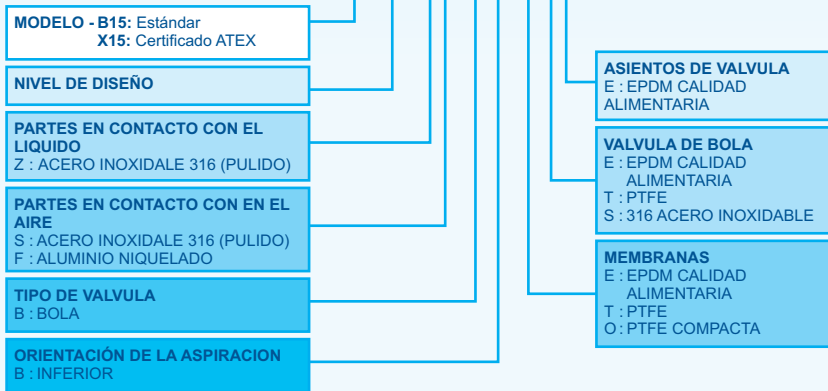 MODELO - B15: Estándar
X15: Certificado ATEX
NIVEL DE DISEÑO
PARTES EN CONTACTO CON EL
LIQUIDO
Z : ACERO INOXIDALE 316 (PULIDO)
PARTES EN CONTACTO CON EN EL
AIRE
S : ACERO INOXIDALE 316 (PULIDO)
F : ALUMINIO NIQUELADO
TIPO DE VALVULA
B : BOLA
ORIENTACIÓN DE LA ASPIRACION
B : INFERIOR
ASIENTOS DE VALVULA
E : EPDM CALIDAD
ALIMENTARIA
VALVULA DE BOLA
E : EPDM CALIDAD
ALIMENTARIA
T : PTFE
S : 316 ACERO INOXIDABLE
MEMBRANAS
E : EPDM CALIDAD
ALIMENTARIA
T : PTFE
O : PTFE COMPACTA